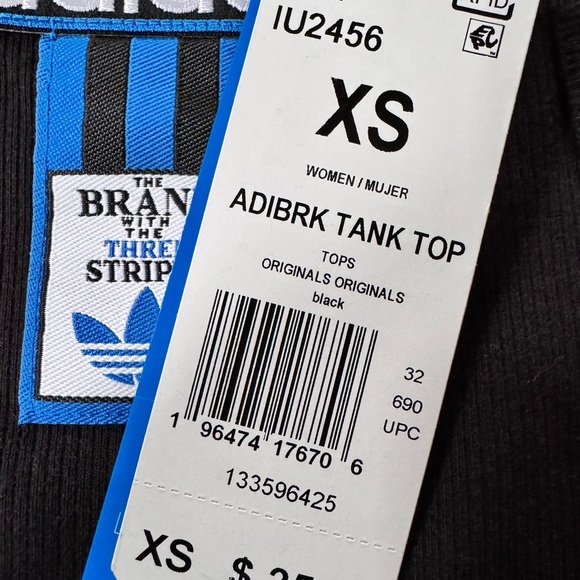 THE
BRAN
WITH
THE
THREE
STRIP
IU2456
XS
WOMEN / MUJER
ADIBRK TANK TOP
TOPS
ORIGINALS ORIGINALS
black
32
690
UPC
1 96474 17670 6
133596425
XS $